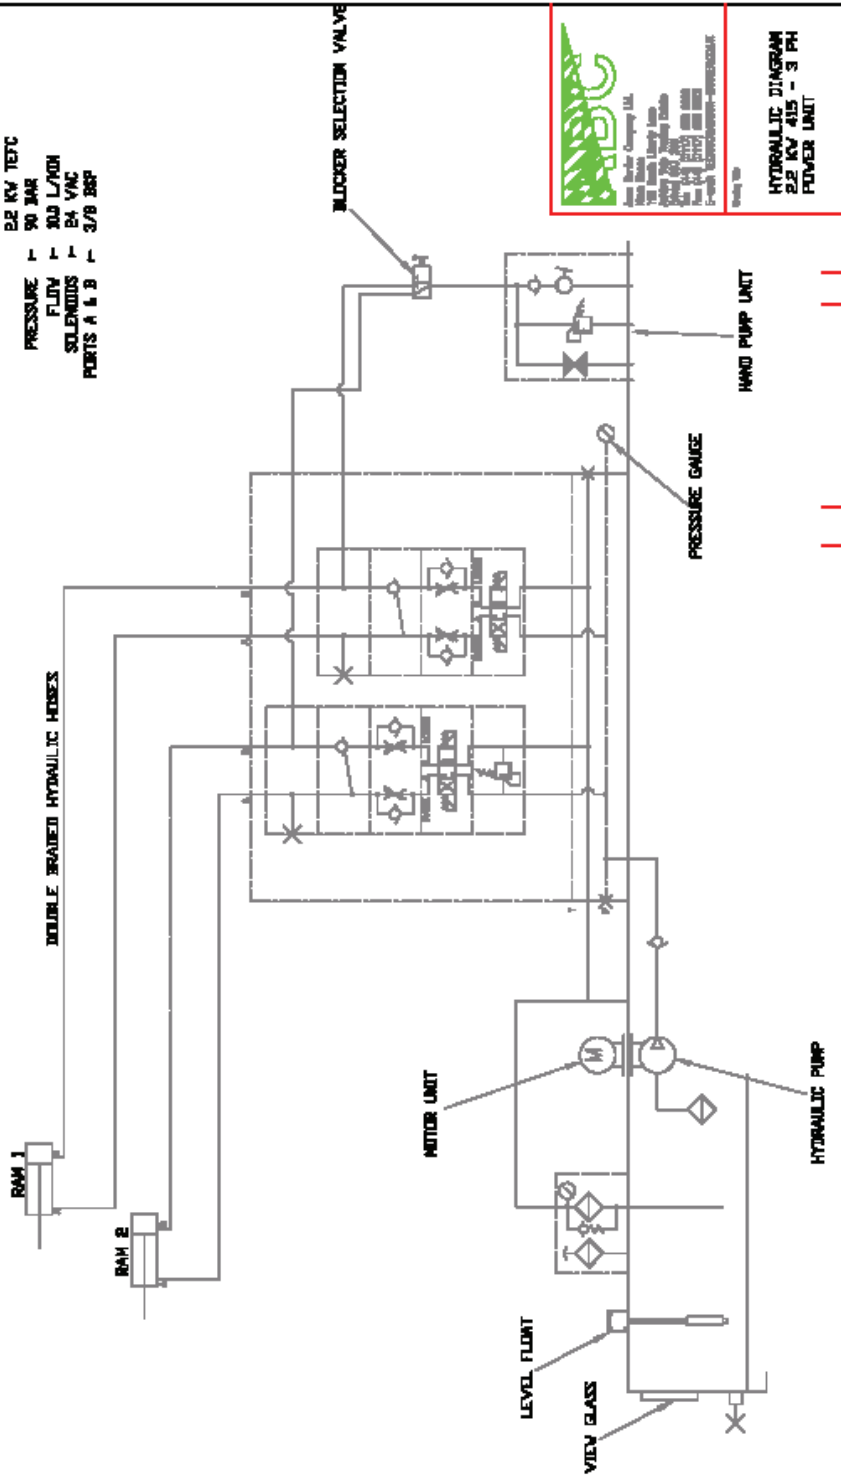 2.2 KW TEFC
PRESSURE :- 90 BAR
FLOW :- 10.0 L/MIN
SOLENOIDS :- 24 VAC
PORTS A & B :- 3/8 BSP
BLOCKER SELECTION VALVE
DOUBLE BRAIDED HYDRAULIC HOSES
RAM 1
RAM 2
HAND PUMP UNIT
PRESSURE GAUGE
MOTOR UNIT
M
HYDRAULIC PUMP
LEVEL FLOAT
VIEW GLASS
ABC
HYDRAULIC DIAGRAM
2.2 KW 415 - 3 PH
POWER UNIT